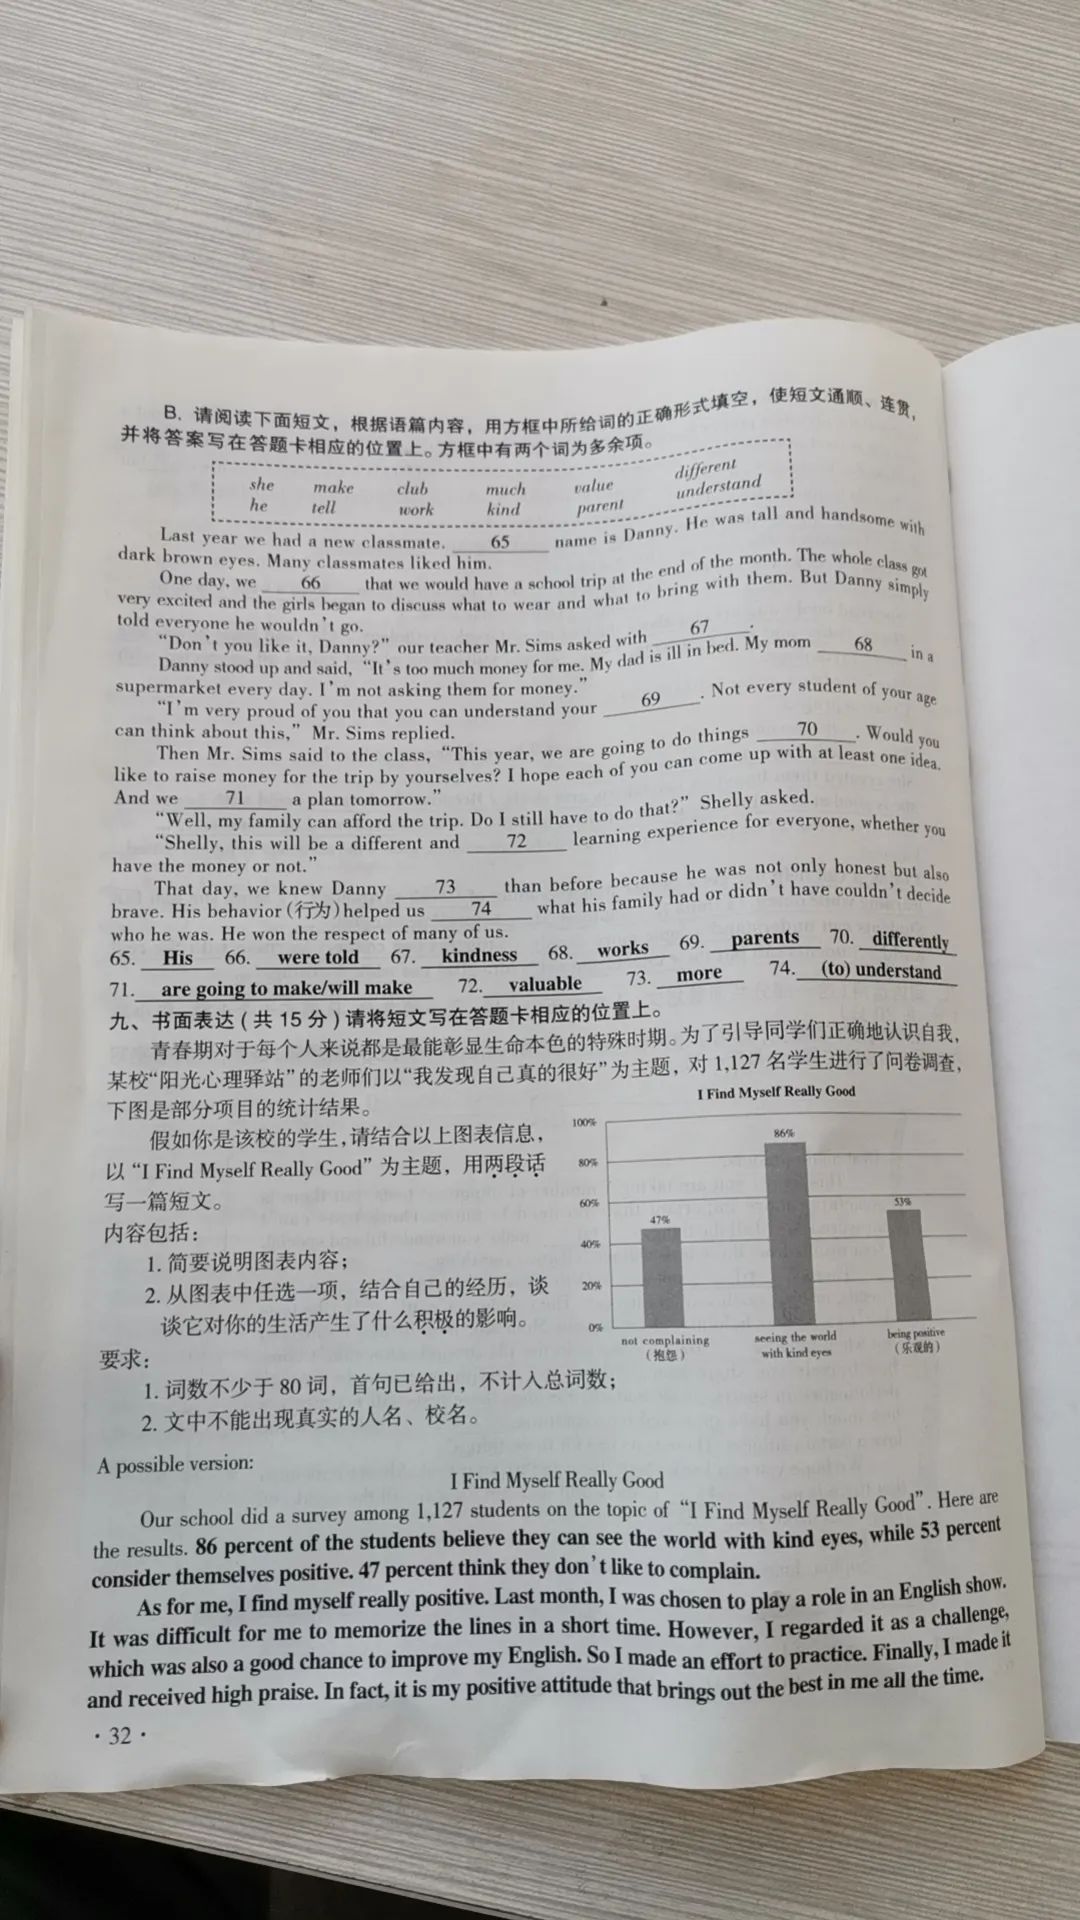 B. 请阅读下面短文，根据语篇内容，用方框中所给词的正确形式填空，使短文通顺、连贯，
并将答案写在答题卡相应的位置上。方框中有两个词为多余项。
she make club much value different
he tell work kind parent understand
Last year we had a new classmate. 65 name is Danny. He was tall and handsome with
dark brown eyes. Many classmates liked him.
One day, we 66 that we would have a school trip at the end of the month. The whole class got
very excited and the girls began to discuss what to wear and what to bring with them. But Danny simply
told everyone he wouldn't go.
"Don't you like it, Danny?" our teacher Mr. Sims asked with 67 .
Danny stood up and said, "It's too much money for me. My dad is ill in bed. My mom 68 in a
supermarket every day. I'm not asking them for money."
"I'm very proud of you that you can understand your 69 . Not every student of your age
can think about this," Mr. Sims replied.
Then Mr. Sims said to the class, "This year, we are going to do things 70 . Would you
like to raise money for the trip by yourselves? I hope each of you can come up with at least one idea.
And we 71 a plan tomorrow."
"Well, my family can afford the trip. Do I still have to do that?" Shelly asked.
"Shelly, this will be a different and 72 learning experience for everyone, whether you
have the money or not."
That day, we knew Danny 73 than before because he was not only honest but also
brave. His behavior(行为)helped us 74 what his family had or didn't have couldn't decide
who he was. He won the respect of many of us.
65. His 66. were told 67. kindness 68. works 69. parents 70. differently
71. are going to make/will make 72. valuable 73. more 74. (to) understand
九、书面表达(共15分)请将短文写在答题卡相应的位置上。
青春期对于每个人来说都是最能彰显生命本色的特殊时期。为了引导同学们正确地认识自我，
某校“阳光心理驿站”的老师们以“我发现自己真的很好”为主题，对1,127名学生进行了问卷调查，
下图是部分项目的统计结果。
假如你是该校的学生,请结合以上图表信息，
以“I Find Myself Really Good”为主题，用两段话
写一篇短文。
内容包括：
1. 简要说明图表内容；
2. 从图表中任选一项，结合自己的经历，谈
谈它对你的生活产生了什么积极的影响。
I Find Myself Really Good
100%
80%
60%
40%
20%
0%
47%
86%
53%
not complaining
(抱怨)
seeing the world
with kind eyes
being positive
(乐观的)
要求：
1. 词数不少于80词，首句已给出，不计入总词数；
2. 文中不能出现真实的人名、校名。
A possible version:
I Find Myself Really Good
Our school did a survey among 1,127 students on the topic of "I Find Myself Really Good". Here are
the results. 86 percent of the students believe they can see the world with kind eyes, while 53 percent
consider themselves positive. 47 percent think they don't like to complain.
As for me, I find myself really positive. Last month, I was chosen to play a role in an English show.
It was difficult for me to memorize the lines in a short time. However, I regarded it as a challenge,
which was also a good chance to improve my English. So I made an effort to practice. Finally, I made it
and received high praise. In fact, it is my positive attitude that brings out the best in me all the time.
· 32 ·